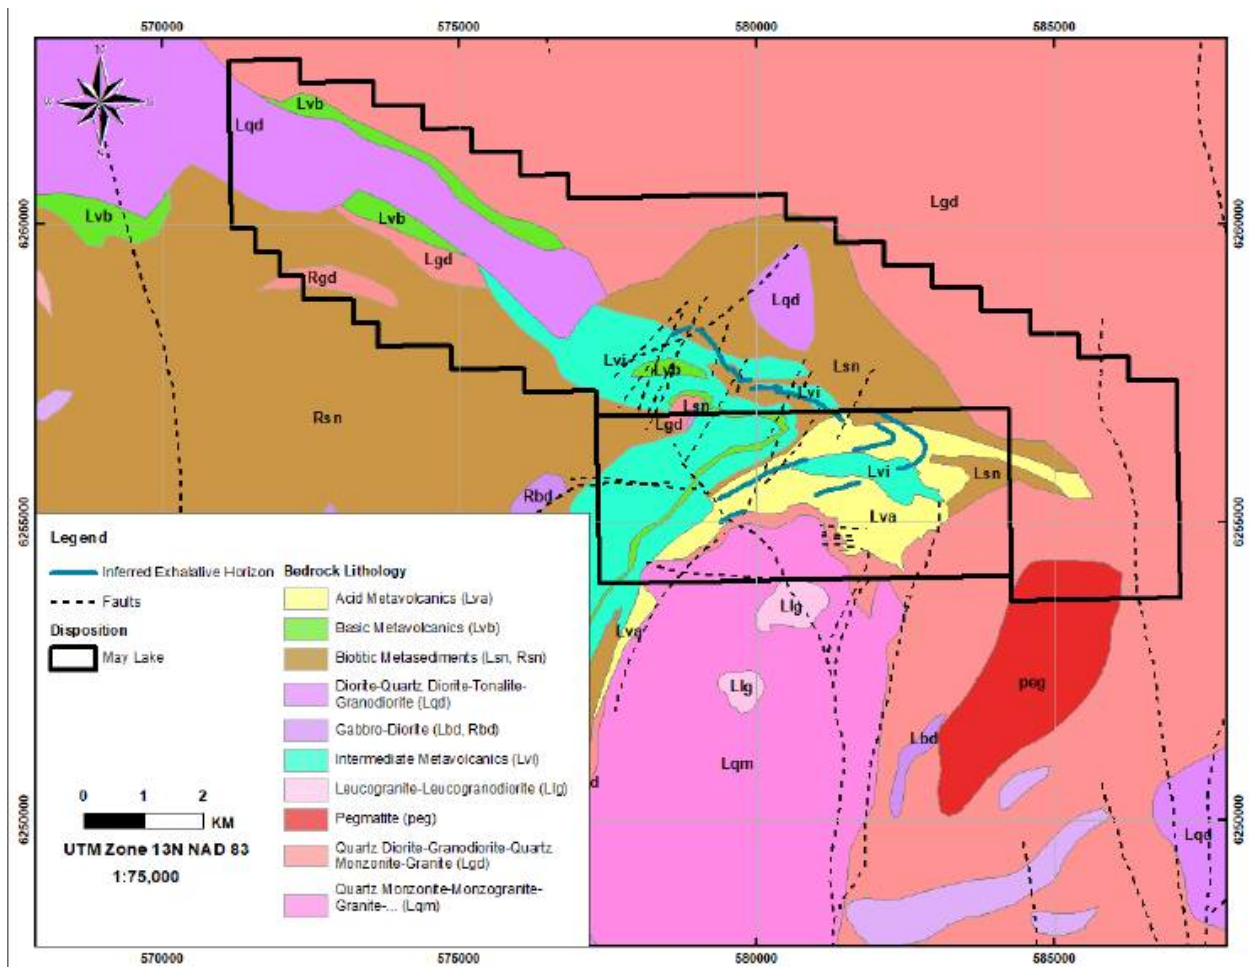 570000 575000 580000 585000
N
W
Lvb
Lqd
Lgd
6260000
6260000
Lvb
Lvb
Lgd
Rgd
Lqd
Lvi
Lvb
Lsn
Lvi
Lsn
Rsn
Lgd
Lvi
Lsn
Rbd
Lva
6255000
6255000
Legend
Inferred Exhalative Horizon
Faults
Disposition
May Lake
Bedrock Lithology
Acid Metavolcanics (Lva)
Basic Metavolcanics (Lvb)
Biotitic Metasediments (Lsn, Rsn)
Diorite-Quartz Diorite-Tonalite-
Granodiorite (Lqd)
Gabbro-Diorite (Lbd, Rbd)
Intermediate Metavolcanics (Lvi)
Leucogranite-Leucogranodiorite (Llg)
Pegmatite (peg)
Quartz Diorite-Granodiorite-Quartz
Monzonite-Granite (Lgd)
Quartz Monzonite-Monzogranite-
Granite-... (Lqm)
0 1 2
KM
UTM Zone 13N NAD 83
1:75,000
Llg
Lva
Llg
peg
Lbd
Lqm
d
6250000
6250000
Lqd
570000 575000 580000 585000